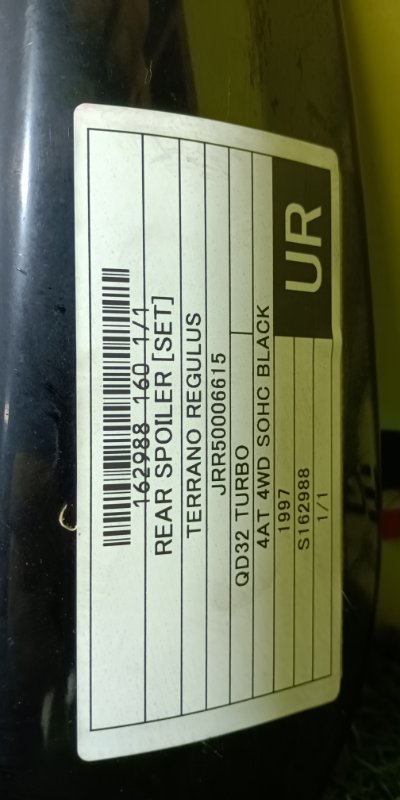 162988 160 1/1
REAR SPOILER [SET]
TERRANO REGULUS
JRR50006615
QD32 TURBO
4AT 4WD SOHC BLACK
1997
S162988
1/1
UR